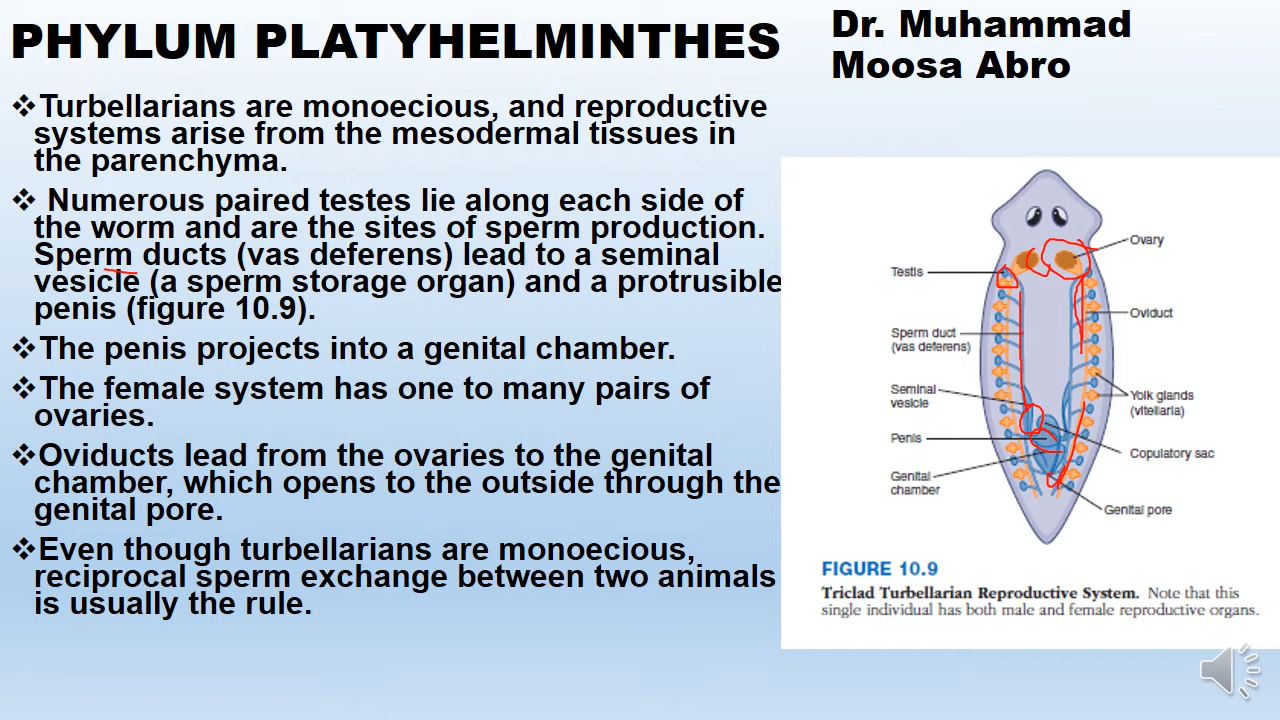 PHYLUM PLATYHELMINTHES
Dr. Muhammad
Moosa Abro
❖Turbellarians are monoecious, and reproductive
systems arise from the mesodermal tissues in
the parenchyma.
❖ Numerous paired testes lie along each side of
the worm and are the sites of sperm production.
Sperm ducts (vas deferens) lead to a seminal
vesicle (a sperm storage organ) and a protrusible
penis (figure 10.9).
❖The penis projects into a genital chamber.
❖The female system has one to many pairs of
ovaries.
❖Oviducts lead from the ovaries to the genital
chamber, which opens to the outside through the
genital pore.
❖Even though turbellarians are monoecious,
reciprocal sperm exchange between two animals
is usually the rule.
Testis
Sperm duct
(vas deferens)
Seminal
vesicle
Penis
Genital
chamber
Ovary
Oviduct
Yolk glands
(vitellaria)
Copulatory sac
Genital pore
FIGURE 10.9
Triclad Turbellarian Reproductive System. Note that this
single individual has both male and female reproductive organs.